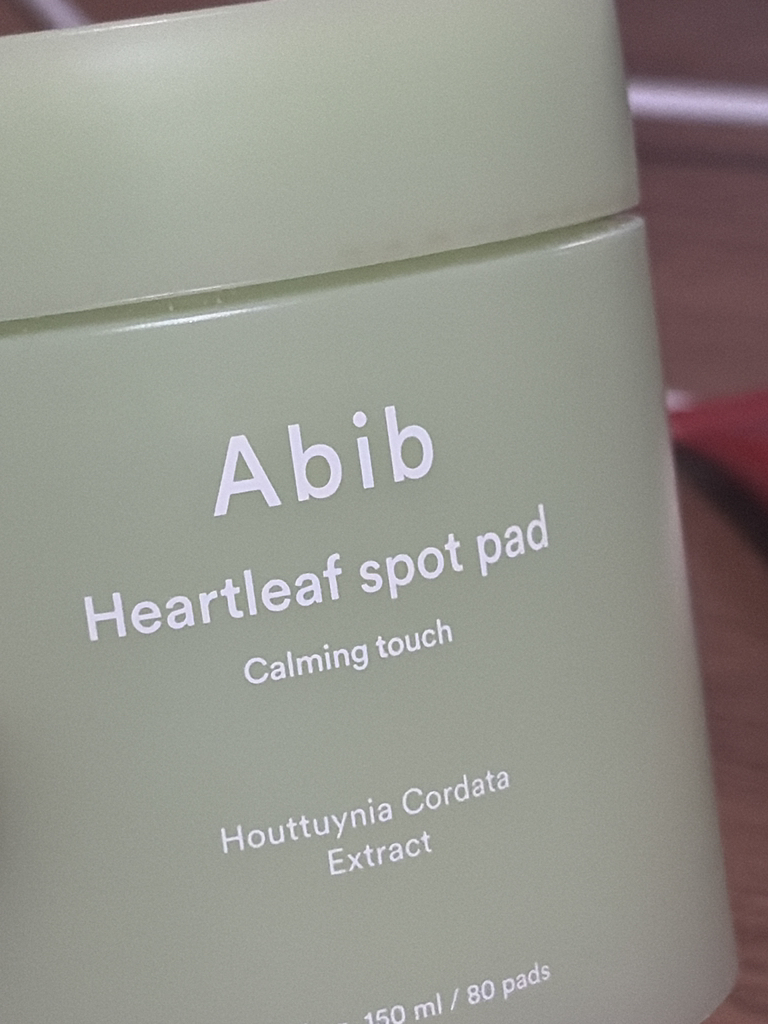 Abib
Heartleaf spot pad
Calming touch
Houttuynia Cordata
Extract
150 ml / 80 pads